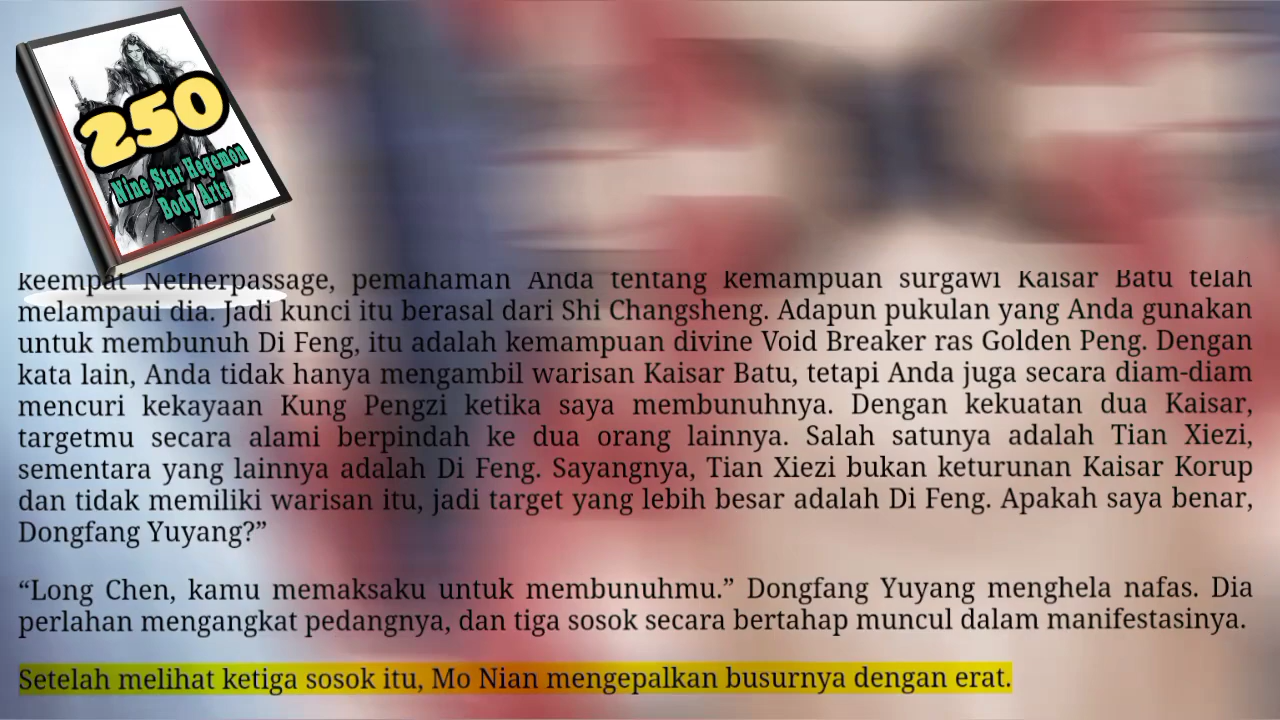 250
Nine Star Hegemon
Body Arts
keempat Netherpassage, pemahaman Anda tentang kemampuan surgawi Kaisar Batu telah
melampaui dia. Jadi kunci itu berasal dari Shi Changsheng. Adapun pukulan yang Anda gunakan
untuk membunuh Di Feng, itu adalah kemampuan divine Void Breaker ras Golden Peng. Dengan
kata lain, Anda tidak hanya mengambil warisan Kaisar Batu, tetapi Anda juga secara diam-diam
mencuri kekayaan Kung Pengzi ketika saya membunuhnya. Dengan kekuatan dua Kaisar,
targetmu secara alami berpindah ke dua orang lainnya. Salah satunya adalah Tian Xiezi,
sementara yang lainnya adalah Di Feng. Sayangnya, Tian Xiezi bukan keturunan Kaisar Korup
dan tidak memiliki warisan itu, jadi target yang lebih besar adalah Di Feng. Apakah saya benar,
Dongfang Yuyang?”
“Long Chen, kamu memaksaku untuk membunuhmu.” Dongfang Yuyang menghela nafas. Dia
perlahan mengangkat pedangnya, dan tiga sosok secara bertahap muncul dalam manifestasinya.
Setelah melihat ketiga sosok itu, Mo Nian mengepalkan busurnya dengan erat.